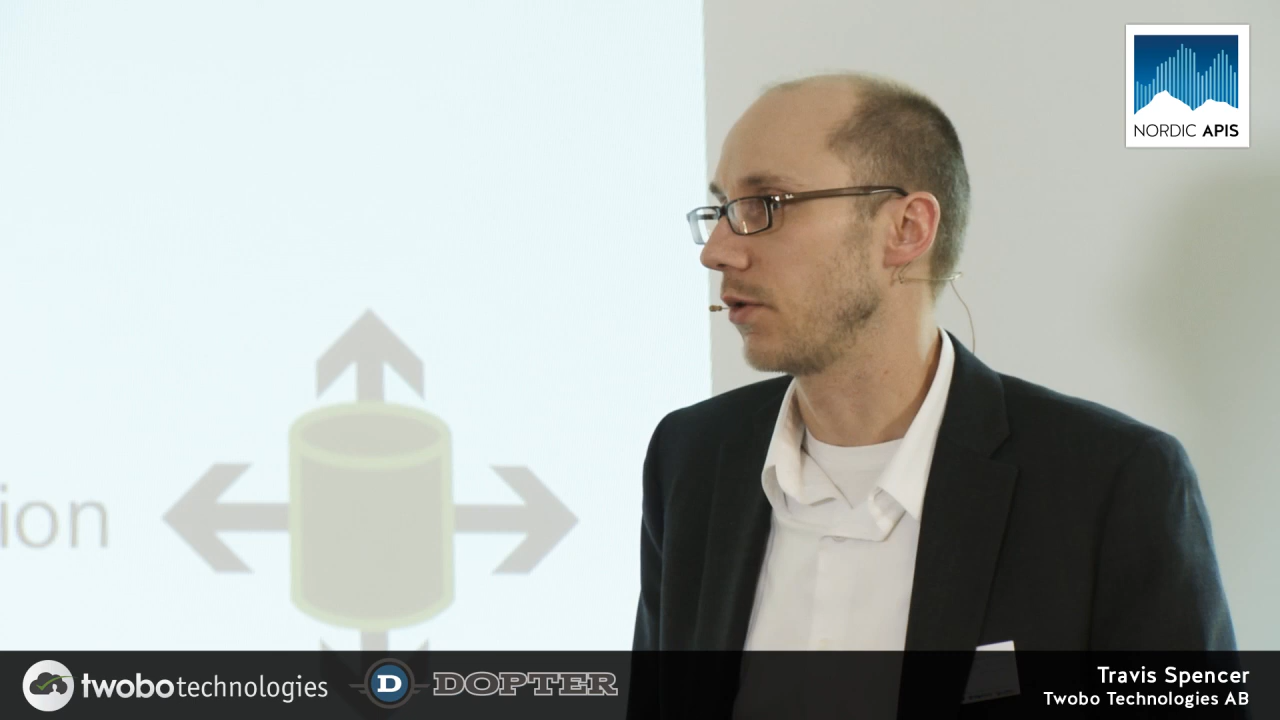 NORDIC APIS
ion
twobotechnologies
D DOPTER
Travis Spencer
Twobo Technologies AB